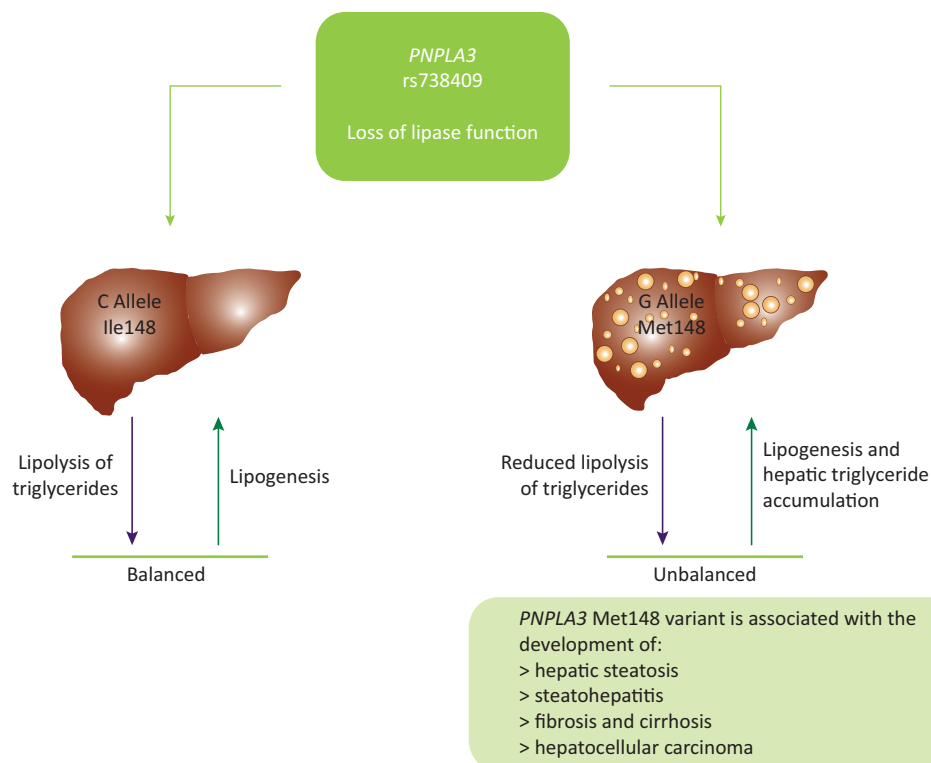 PNPLA3
rs738409
Loss of lipase function
C Allele
Ile148
G Allele
Met148
Lipolysis of
triglycerides
Lipogenesis
Balanced
Reduced lipolysis
of triglycerides
Lipogenesis and
hepatic triglyceride
accumulation
Unbalanced
PNPLA3 Met148 variant is associated with the
development of:
> hepatic steatosis
> steatohepatitis
> fibrosis and cirrhosis
> hepatocellular carcinoma